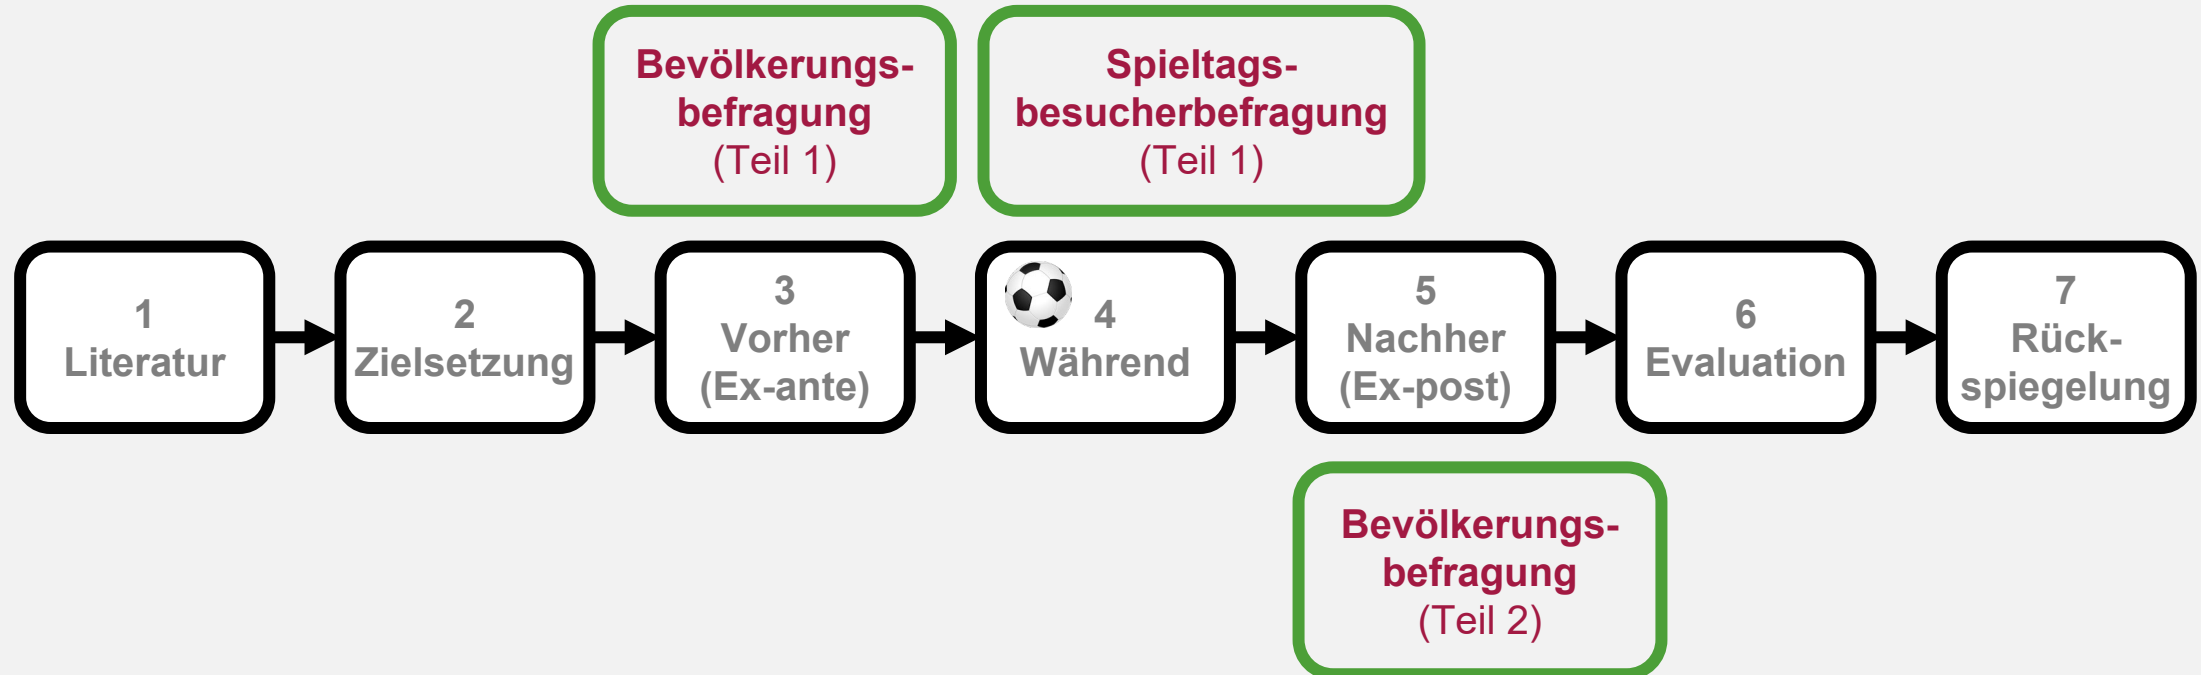 Bevölkerungs-
befragung
(Teil 1)
Spieltags-
besucherbefragung
(Teil 1)
1
Literatur
2
Zielsetzung
3
Vorher
(Ex-ante)
4
Während
5
Nachher
(Ex-post)
6
Evaluation
7
Rück-
spiegelung
Bevölkerungs-
befragung
(Teil 2)